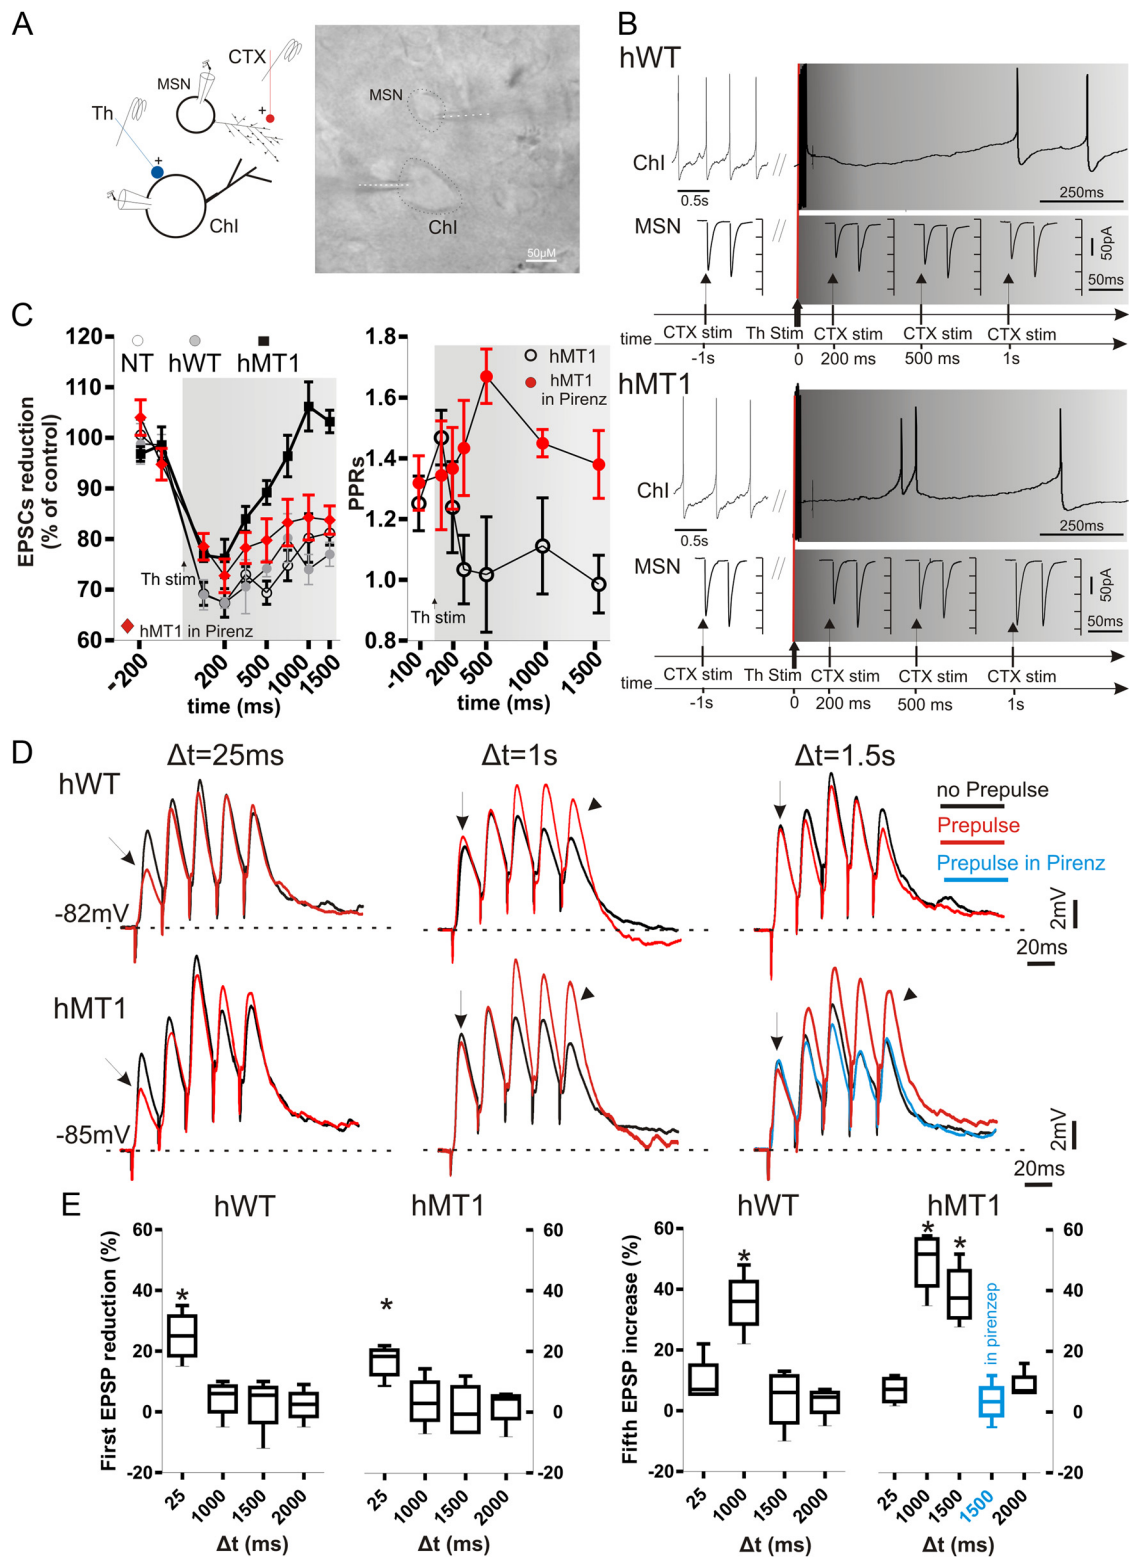 A
CTX
MSN
Th
+
+
ChI
MSN
ChI
50µM
B
hWT
ChI
0.5s
250ms
MSN
50pA
50ms
CTX stim
Th Stim
CTX stim
CTX stim
CTX stim
time
-1s
0
200 ms
500 ms
1s
hMT1
ChI
0.5s
250ms
MSN
50pA
50ms
CTX stim
Th Stim
CTX stim
CTX stim
CTX stim
time
-1s
0
200 ms
500 ms
1s
C
EPSCs reduction
(% of control)
120
110
100
90
80
70
60
NT
hWT
hMT1
Th stim
hMT1 in Pirenz
-200
200
500
1000
1500
time (ms)
PPRs
1.8
1.6
1.4
1.2
1.0
0.8
hMT1
hMT1
in Pirenz
Th stim
-100
200
500
1000
1500
time (ms)
D
Δt=25ms
Δt=1s
Δt=1.5s
hWT
no Prepulse
Prepulse
Prepulse in Pirenz
-82mV
2mV
20ms
hMT1
-85mV
2mV
20ms
E
hWT
hMT1
First EPSP reduction (%)
60
40
20
0
-20
*
*
60
40
20
0
-20
25
1000
1500
2000
25
1000
1500
2000
Δt (ms)
Δt (ms)
hWT
hMT1
Fifth EPSP increase (%)
60
40
20
0
-20
*
*
*
in pirenzep
60
40
20
0
-20
25
1000
1500
2000
25
1000
1500
1500
2000
Δt (ms)
Δt (ms)